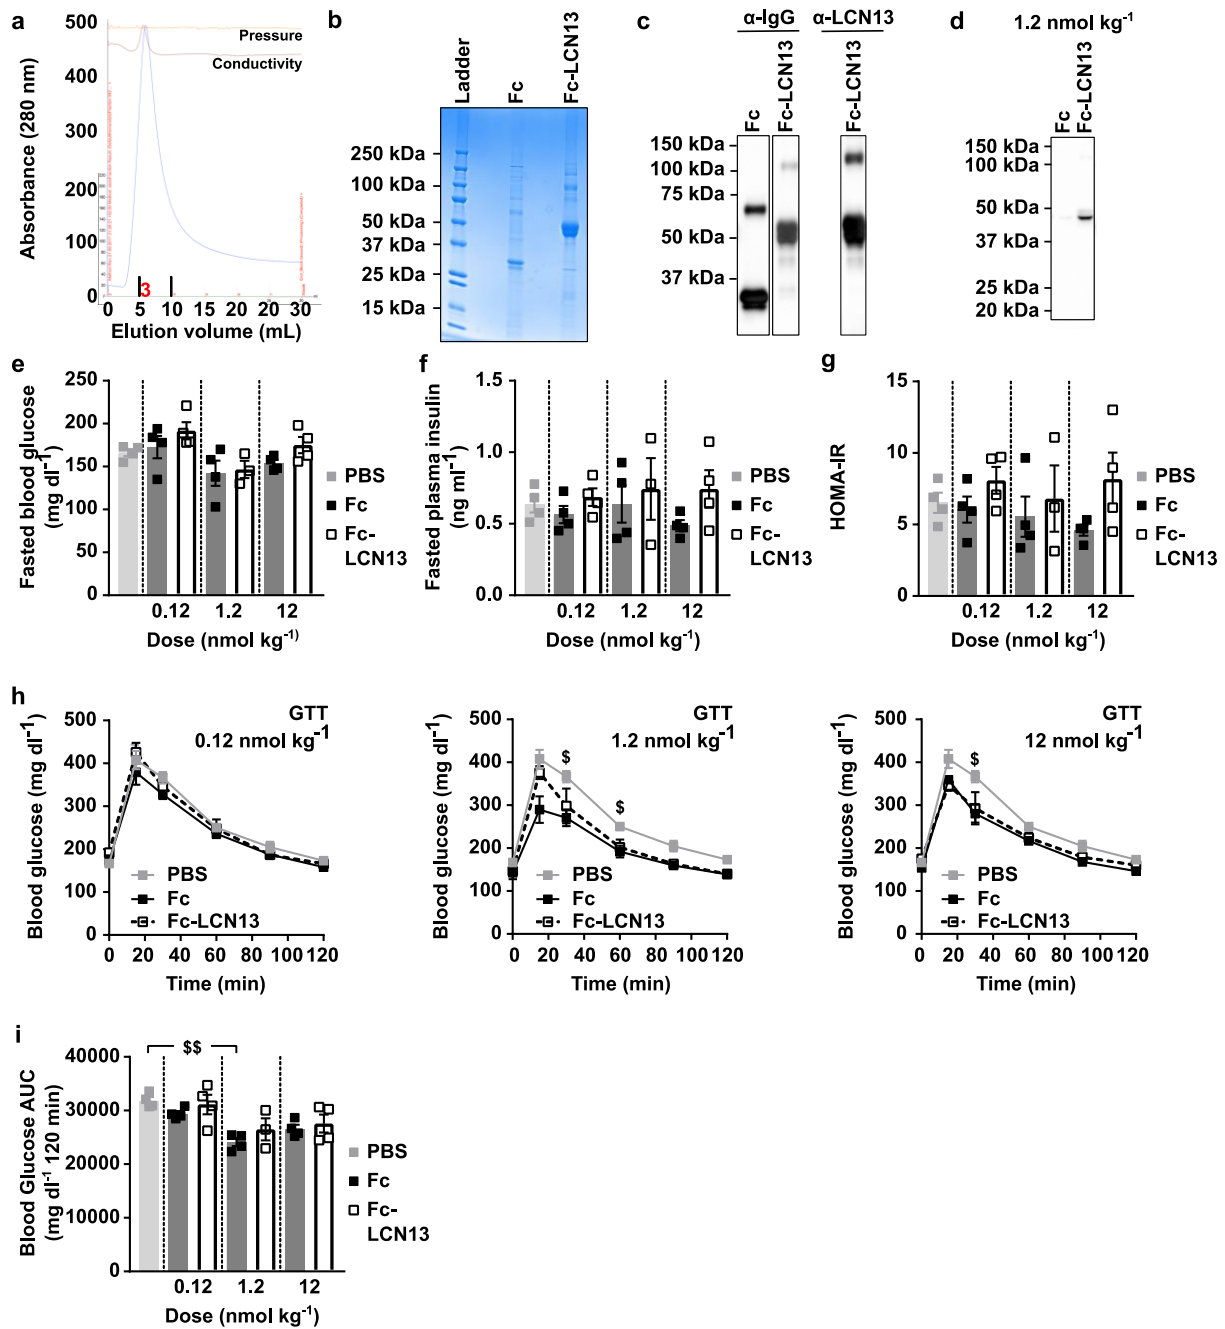 a
Absorbance (280 nm)
500
400
300
200
100
0
Pressure
Conductivity
3
0 5 10 15 20 25 30
Elution volume (mL)
b
Ladder
Fc
Fc-LCN13
250 kDa
100 kDa
50 kDa
37 kDa
25 kDa
15 kDa
c
α-IgG
α-LCN13
Fc
Fc-LCN13
Fc-LCN13
150 kDa
100 kDa
75 kDa
50 kDa
37 kDa
d
1.2 nmol kg⁻¹
Fc
Fc-LCN13
150 kDa
100 kDa
50 kDa
37 kDa
25 kDa
20 kDa
e
Fasted blood glucose
(mg dl⁻¹)
250
200
150
100
50
0
0.12 1.2 12
Dose (nmol kg⁻¹)
PBS
Fc
Fc-
LCN13
f
Fasted plasma insulin
(ng ml⁻¹)
1.5
1.0
0.5
0.0
0.12 1.2 12
Dose (nmol kg⁻¹)
PBS
Fc
Fc-
LCN13
g
HOMA-IR
15
10
5
0
0.12 1.2 12
Dose (nmol kg⁻¹)
PBS
Fc
Fc-
LCN13
h
Blood glucose (mg dl⁻¹)
500
400
300
200
100
0
GTT
0.12 nmol kg⁻¹
PBS
Fc
Fc-LCN13
0 20 40 60 80 100 120
Time (min)
Blood glucose (mg dl⁻¹)
500
400
300
200
100
0
GTT
1.2 nmol kg⁻¹
$
$
PBS
Fc
Fc-LCN13
0 20 40 60 80 100 120
Time (min)
Blood glucose (mg dl⁻¹)
500
400
300
200
100
0
GTT
12 nmol kg⁻¹
$
PBS
Fc
Fc-LCN13
0 20 40 60 80 100 120
Time (min)
i
Blood Glucose AUC
(mg dl⁻¹ 120 min)
40000
30000
20000
10000
0
$$
0.12 1.2 12
Dose (nmol kg⁻¹)
PBS
Fc
Fc-
LCN13